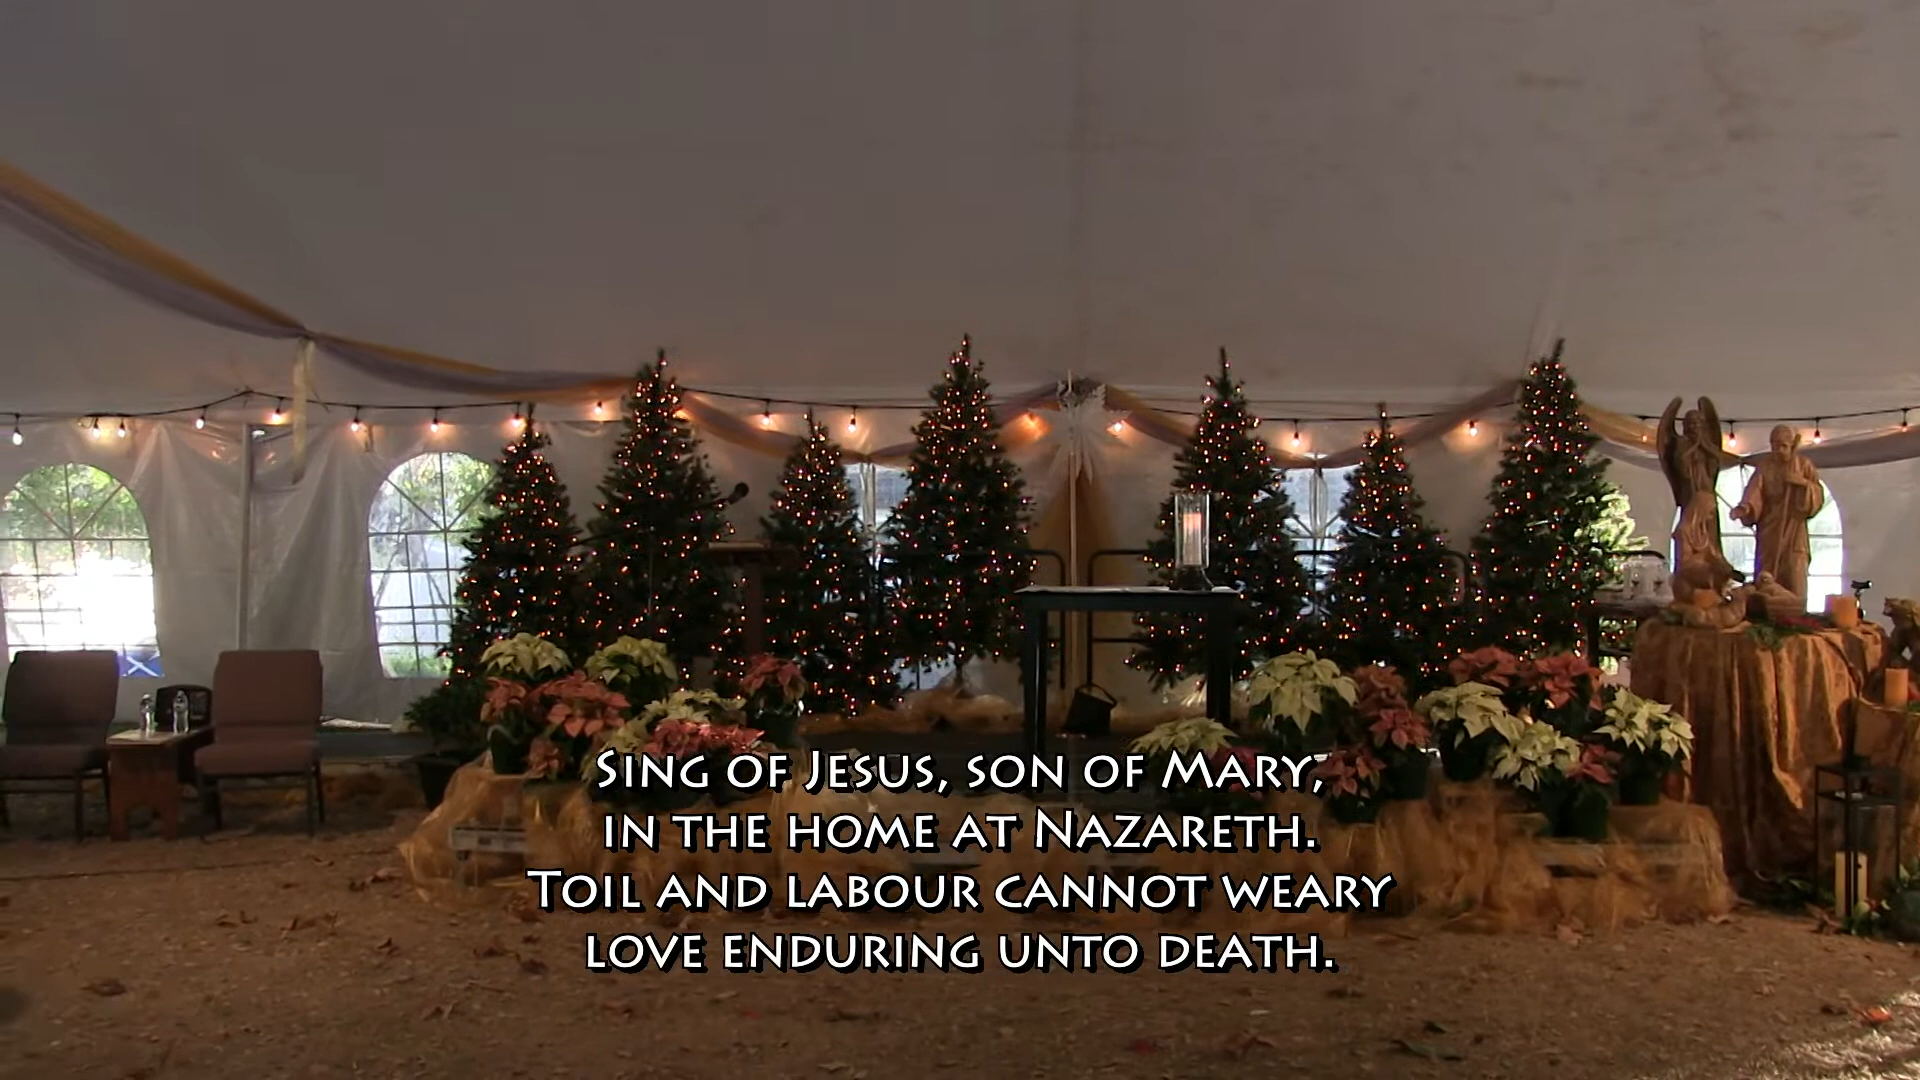 Sing of Jesus, son of Mary,
in the home at Nazareth.
Toil and labour cannot weary
love enduring unto death.